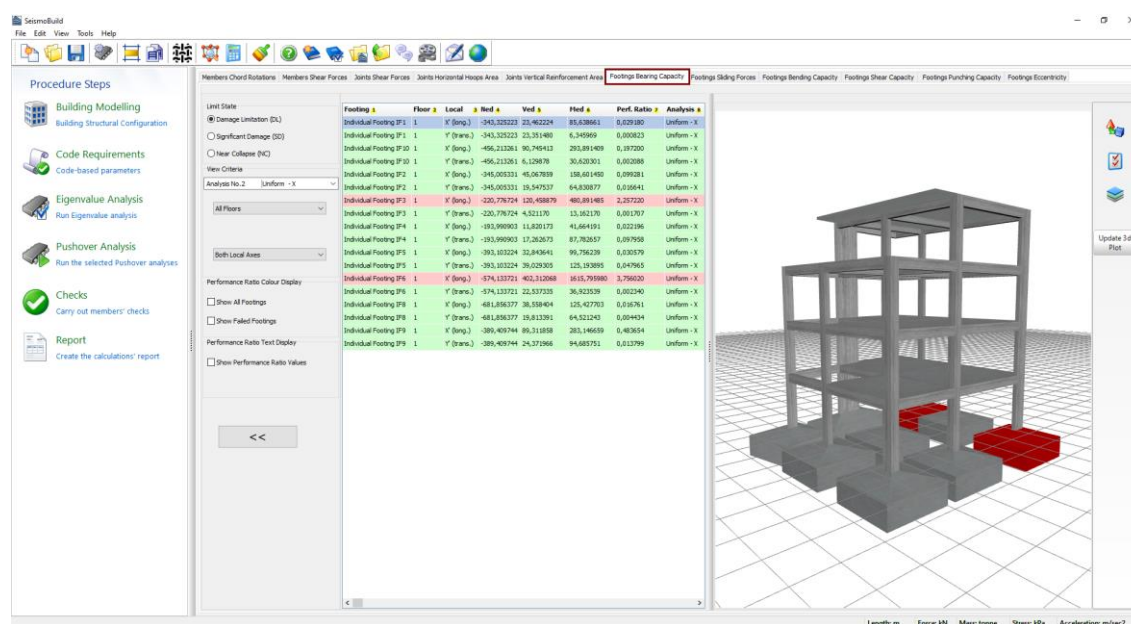 SeismoBuild
File Edit View Tools Help
Procedure Steps
Building Modelling
Building Structural Configuration
Code Requirements
Code-based parameters
Eigenvalue Analysis
Run Eigenvalue analysis
Pushover Analysis
Run the selected Pushover analyses
Checks
Carry out members' checks
Report
Create the calculations' report
Members Chord Rotations Members Shear Forces Joints Shear Forces Joints Horizontal Hoops Area Joints Vertical Reinforcement Area Footings Bearing Capacity Footings Sliding Forces Footings Bending Capacity Footings Shear Capacity Footings Punching Capacity Footings Eccentricity
Limit State
Damage Limitation (DL)
Significant Damage (SD)
Near Collapse (NC)
View Criteria
Analysis No.2 Uniform -X
All Floors
Both Local Axes
Performance Ratio Colour Display
Show All Footings
Show Failed Footings
Performance Ratio Text Display
Show Performance Ratio Values
<<
Footing 1 Floor 2 Local 3 Ned 4 Ved 5 Med 6 Perf. Ratio 7 Analysis 8
Individual Footing IF1 1 X' (long.) -343,325223 23,462224 85,638661 0,029180 Uniform - X
Individual Footing IF1 1 Y' (trans.) -343,325223 23,351480 6,345969 0,000823 Uniform - X
Individual Footing IF10 1 X' (long.) -456,213261 90,745413 293,891409 0,197200 Uniform - X
Individual Footing IF10 1 Y' (trans.) -456,213261 6,129878 30,620301 0,002088 Uniform - X
Individual Footing IF2 1 X' (long.) -345,005331 45,067859 158,601450 0,099281 Uniform - X
Individual Footing IF2 1 Y' (trans.) -345,005331 19,547537 64,830877 0,016641 Uniform - X
Individual Footing IF3 1 X' (long.) -220,776724 120,458879 480,891485 2,257220 Uniform - X
Individual Footing IF3 1 Y' (trans.) -220,776724 4,521170 13,162170 0,001707 Uniform - X
Individual Footing IF4 1 X' (long.) -193,990903 11,820173 41,664191 0,022196 Uniform - X
Individual Footing IF4 1 Y' (trans.) -193,990903 17,262673 87,782657 0,097958 Uniform - X
Individual Footing IF5 1 X' (long.) -393,103224 32,843641 99,756239 0,030579 Uniform - X
Individual Footing IF5 1 Y' (trans.) -393,103224 39,029305 125,193895 0,047965 Uniform - X
Individual Footing IF6 1 X' (long.) -574,133721 402,312068 1615,795980 3,756020 Uniform - X
Individual Footing IF6 1 Y' (trans.) -574,133721 22,537335 36,923539 0,002340 Uniform - X
Individual Footing IF8 1 X' (long.) -681,856377 38,558404 125,427703 0,016761 Uniform - X
Individual Footing IF8 1 Y' (trans.) -681,856377 19,813391 64,521243 0,004434 Uniform - X
Individual Footing IF9 1 X' (long.) -389,409744 89,311858 283,146659 0,483654 Uniform - X
Individual Footing IF9 1 Y' (trans.) -389,409744 24,371966 94,685751 0,013799 Uniform - X
Update 3d
Plot
Length: m Force: kN Mass: tonne Stress: kPa Acceleration: m/sec2